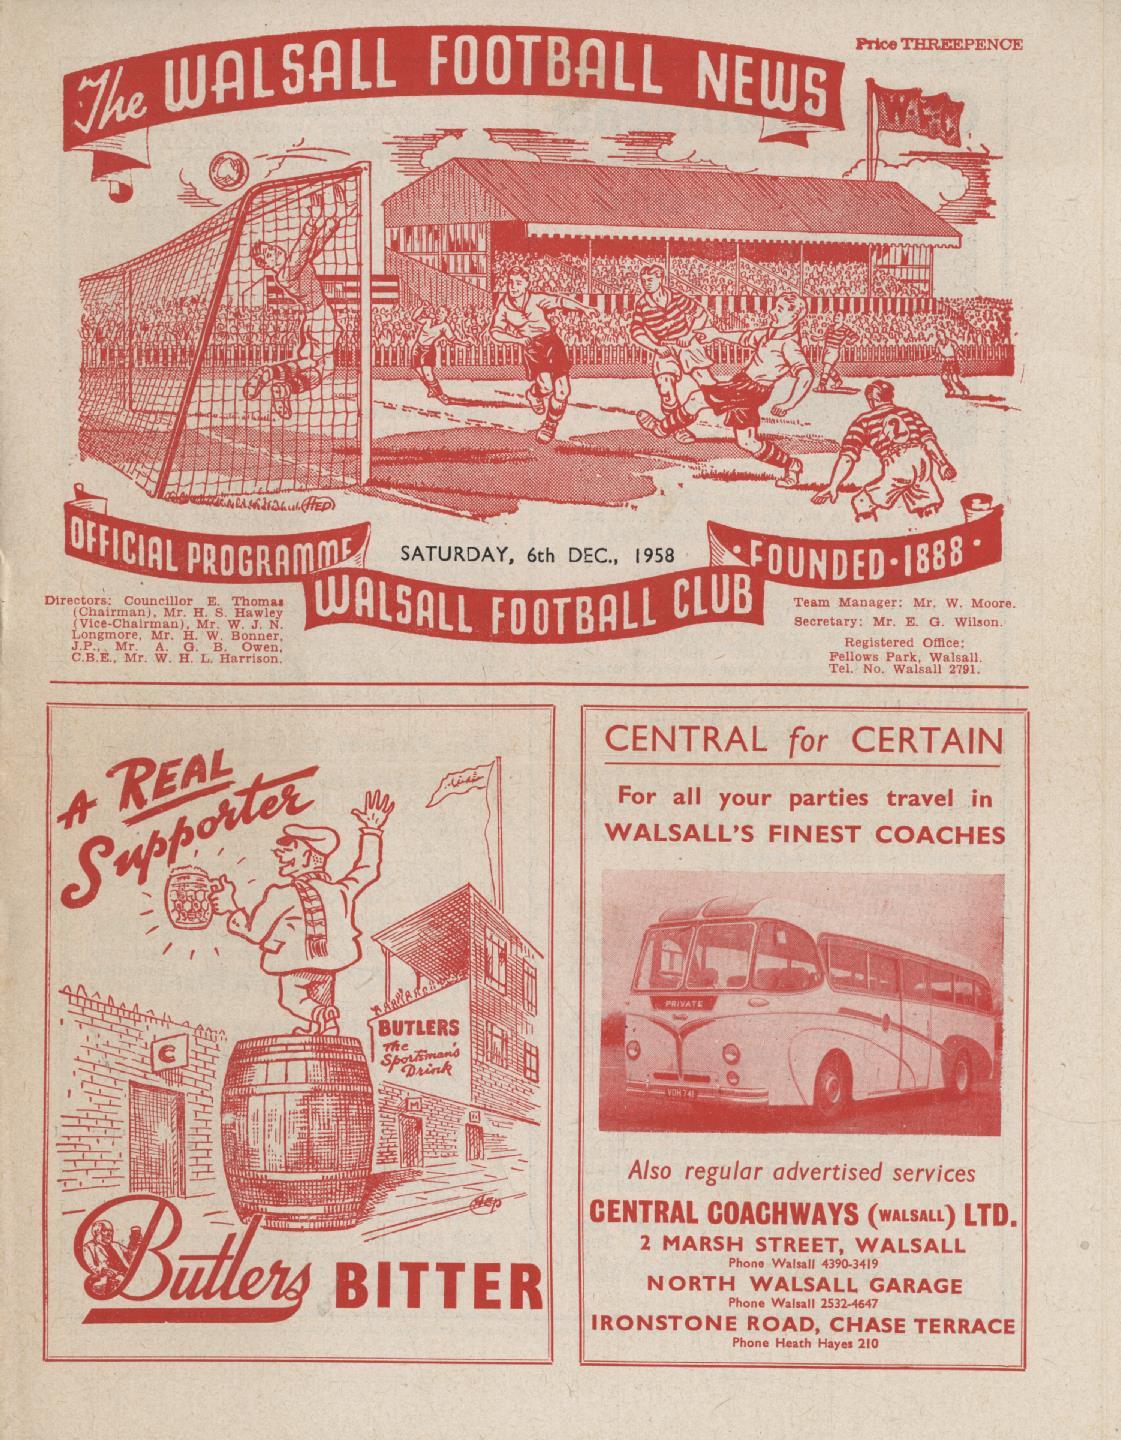 Price THREEPENCE
The WALSALL FOOTBALL NEWS
W.F.C
2
HED
OFFICIAL PROGRAMME
SATURDAY, 6th DEC., 1958
· FOUNDED · 1888 ·
WALSALL FOOTBALL CLUB
Directors: Councillor E. Thomas
(Chairman), Mr. H. S. Hawley
(Vice-Chairman), Mr. W. J. N.
Longmore, Mr. H. W. Bonner,
J.P., Mr. A. G. B. Owen,
C.B.E., Mr. W. H. L. Harrison.
Team Manager: Mr. W. Moore.
Secretary: Mr. E. G. Wilson.
Registered Office:
Fellows Park, Walsall.
Tel. No. Walsall 2791.
A REAL
Supporter
BUTLERS
The
Sportsman's
Drink
C
M
HED
Butlers BITTER
CENTRAL for CERTAIN
For all your parties travel in
WALSALL'S FINEST COACHES
PRIVATE
VDH 741
Also regular advertised services
CENTRAL COACHWAYS (WALSALL) LTD.
2 MARSH STREET, WALSALL
Phone Walsall 4390-3419
NORTH WALSALL GARAGE
Phone Walsall 2532-4647
IRONSTONE ROAD, CHASE TERRACE
Phone Heath Hayes 210